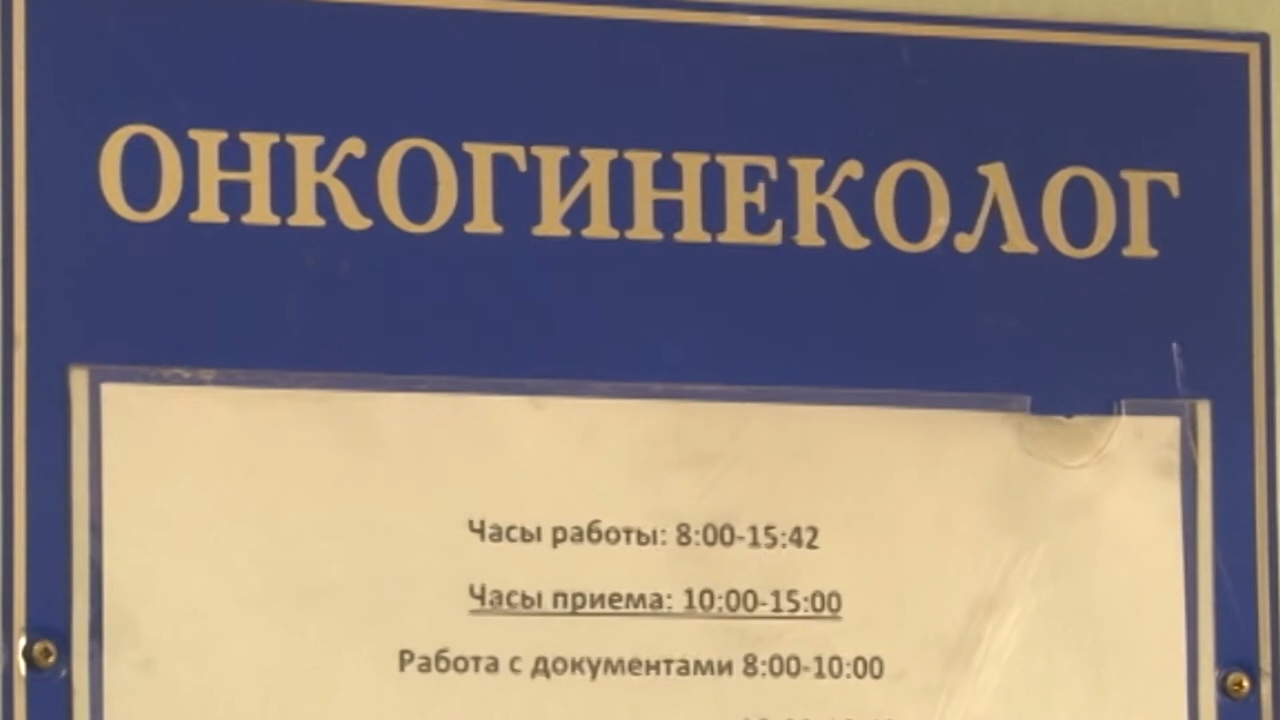 ОНКОГИНЕКОЛОГ
Часы работы: 8:00-15:42
Часы приема: 10:00-15:00
Работа с документами 8:00-10:00